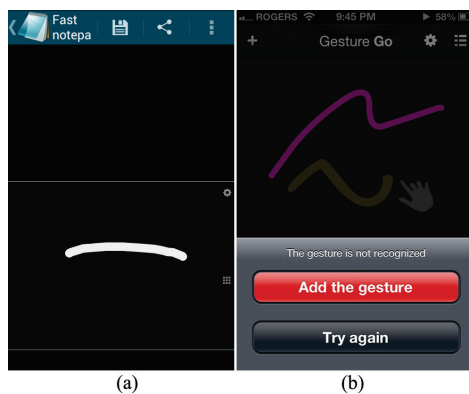 Fast
notepa
ROGERS 9:45 PM 58%
Gesture Go
The gesture is not recognized
Add the gesture
Try again
(a) (b)